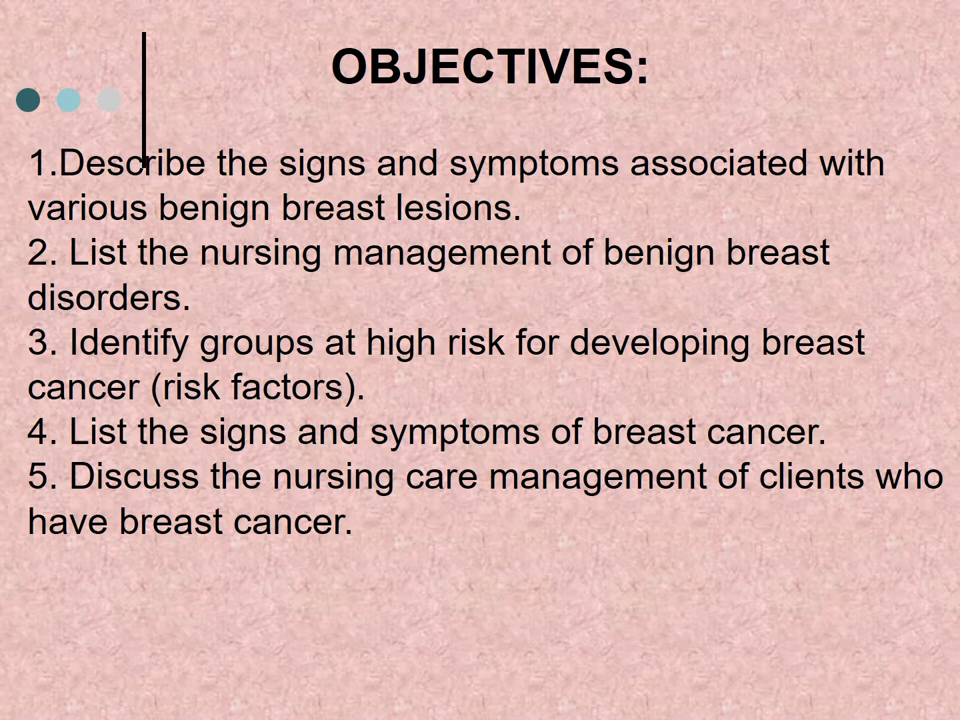 OBJECTIVES:
1.Describe the signs and symptoms associated with
various benign breast lesions.
2. List the nursing management of benign breast
disorders.
3. Identify groups at high risk for developing breast
cancer (risk factors).
4. List the signs and symptoms of breast cancer.
5. Discuss the nursing care management of clients who
have breast cancer.